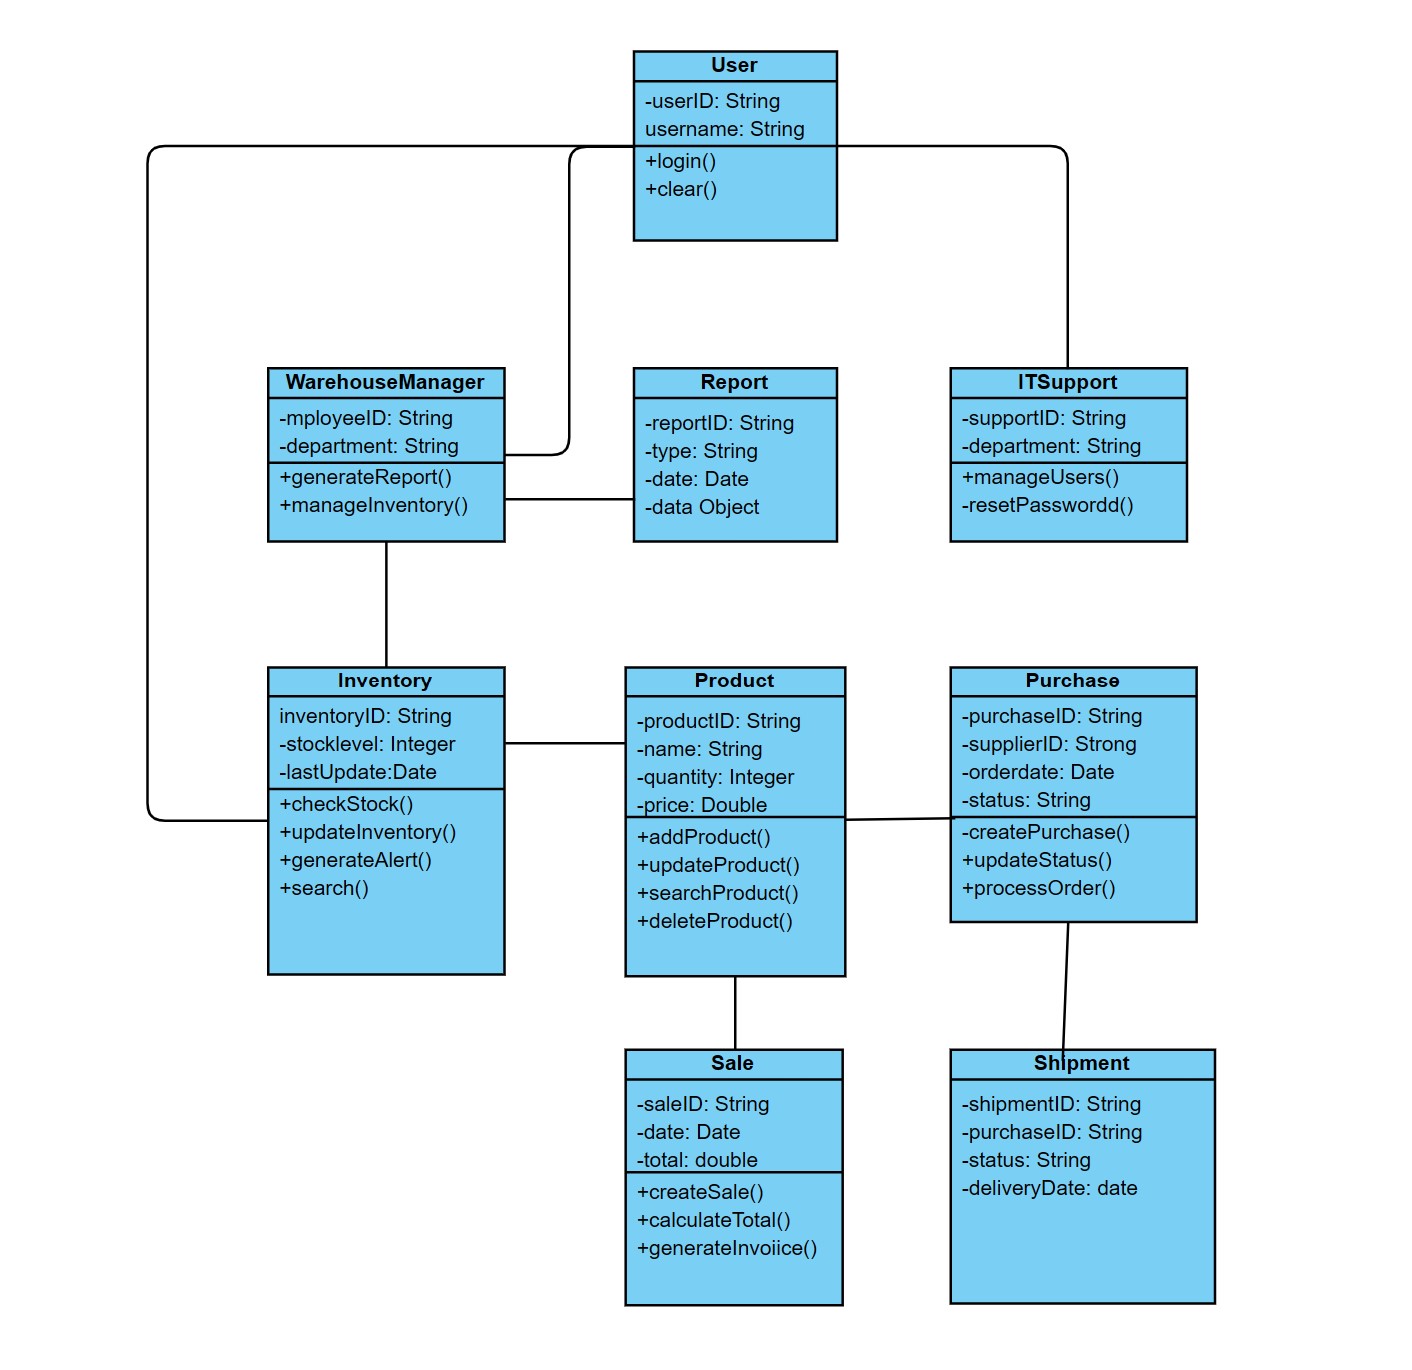 User
-userID: String
username: String
+login()
+clear()
WarehouseManager
-mployeeID: String
-department: String
+generateReport()
+manageInventory()
Report
-reportID: String
-type: String
-date: Date
-data Object
ITSupport
-supportID: String
-department: String
+manageUsers()
-resetPasswordd()
Inventory
inventoryID: String
-stocklevel: Integer
-lastUpdate:Date
+checkStock()
+updateInventory()
+generateAlert()
+search()
Product
-productID: String
-name: String
-quantity: Integer
-price: Double
+addProduct()
+updateProduct()
+searchProduct()
+deleteProduct()
Purchase
-purchaseID: String
-supplierID: Strong
-orderdate: Date
-status: String
-createPurchase()
+updateStatus()
+processOrder()
Sale
-saleID: String
-date: Date
-total: double
+createSale()
+calculateTotal()
+generateInvoiice()
Shipment
-shipmentID: String
-purchaseID: String
-status: String
-deliveryDate: date